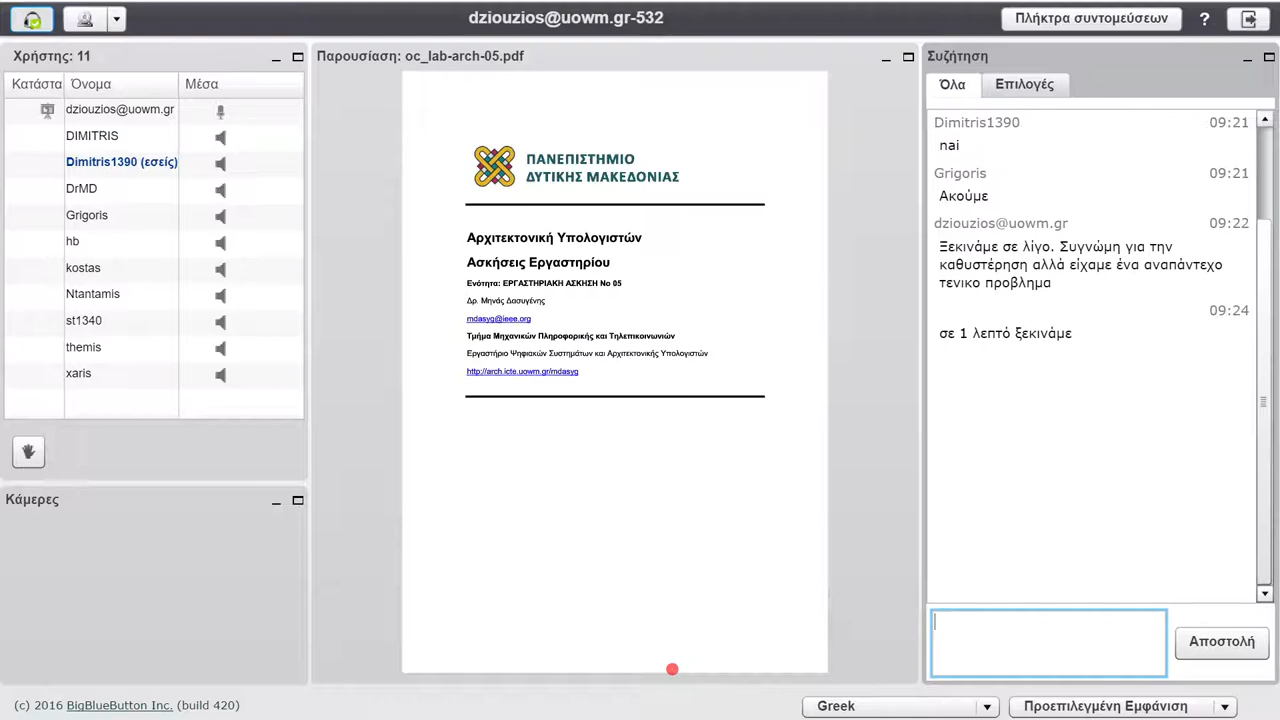 dziouzios@uowm.gr-532
Πλήκτρα συντομεύσεων
?
Χρήστης: 11
Κατάστα Όνομα Μέσα
dziouzios@uowm.gr
DIMITRIS
Dimitris1390 (εσείς)
DrMD
Grigoris
hb
kostas
Ntantamis
st1340
themis
xaris
Κάμερες
Παρουσίαση: oc_lab-arch-05.pdf
ΠΑΝΕΠΙΣΤΗΜΙΟ
ΔΥΤΙΚΗΣ ΜΑΚΕΔΟΝΙΑΣ
Αρχιτεκτονική Υπολογιστών
Ασκήσεις Εργαστηρίου
Ενότητα: ΕΡΓΑΣΤΗΡΙΑΚΗ ΑΣΚΗΣΗ Νο 05
Δρ. Μηνάς Δασυγένης
mdasyg@ieee.org
Τμήμα Μηχανικών Πληροφορικής και Τηλεπικοινωνιών
Εργαστήριο Ψηφιακών Συστημάτων και Αρχιτεκτονικής Υπολογιστών
http://arch.icte.uowm.gr/mdasyg
Συζήτηση
Όλα Επιλογές
Dimitris1390 09:21
nai
Grigoris 09:21
Ακούμε
dziouzios@uowm.gr 09:22
Ξεκινάμε σε λίγο. Συγνώμη για την
καθυστέρηση αλλά είχαμε ένα αναπάντεχο
τενικο προβλημα
09:24
σε 1 λεπτό ξεκινάμε
Αποστολή
(c) 2016 BigBlueButton Inc. (build 420)
Greek
Προεπιλεγμένη Εμφάνιση